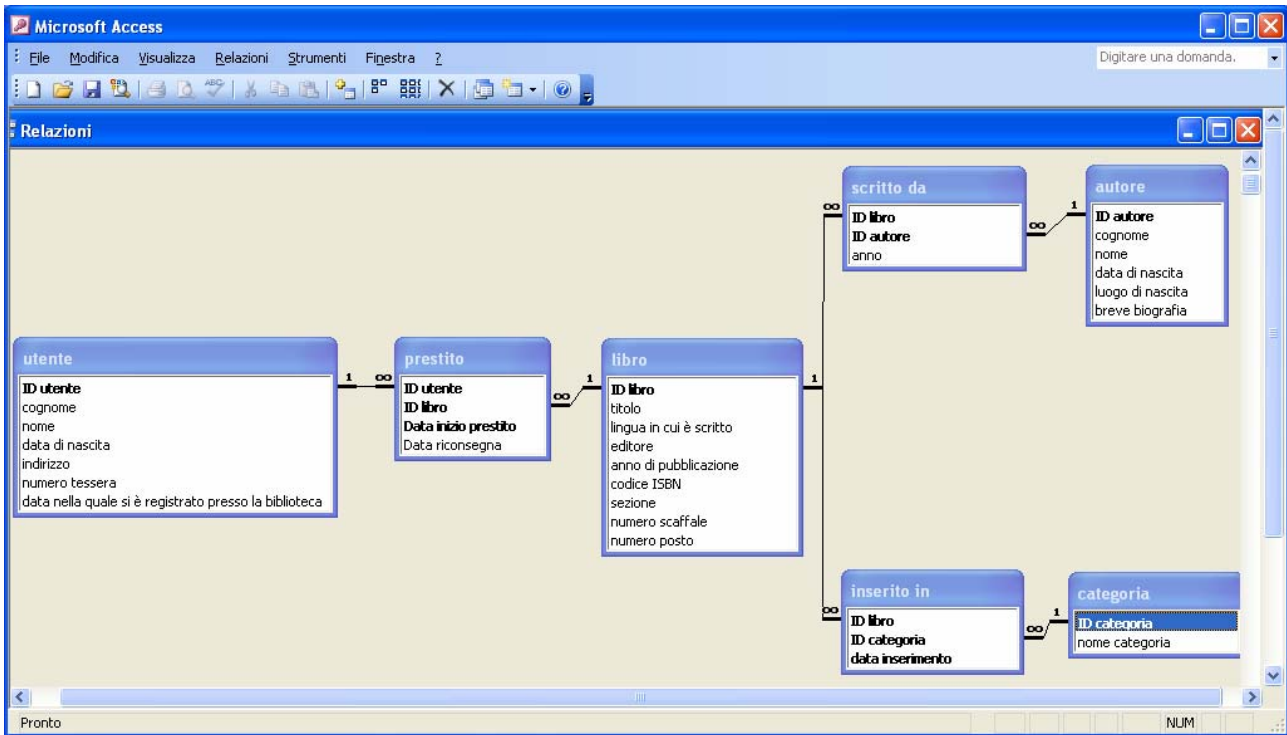 Microsoft Access
File Modifica Visualizza Relazioni Strumenti Finestra ?
Digitare una domanda.
Relazioni
utente
ID utente
cognome
nome
data di nascita
indirizzo
numero tessera
data nella quale si è registrato presso la biblioteca
1 ∞
prestito
ID utente
ID libro
Data inizio prestito
Data riconsegna
∞ 1
libro
ID libro
titolo
lingua in cui è scritto
editore
anno di pubblicazione
codice ISBN
sezione
numero scaffale
numero posto
1
∞
scritto da
ID libro
ID autore
anno
∞ 1
autore
ID autore
cognome
nome
data di nascita
luogo di nascita
breve biografia
∞
inserito in
ID libro
ID categoria
data inserimento
∞ 1
categoria
ID categoria
nome categoria
Pronto
NUM